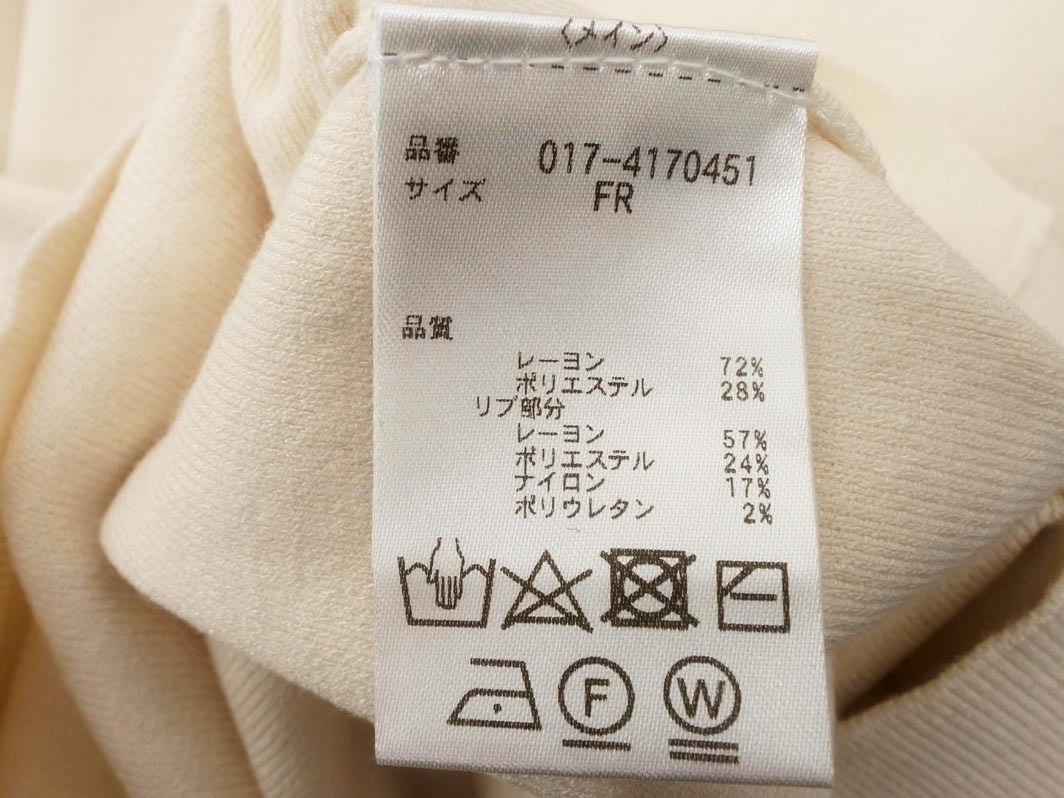 〈メイン〉
品番 017-4170451
サイズ FR
品質
レーヨン 72%
ポリエステル 28%
リブ部分
レーヨン 57%
ポリエステル 24%
ナイロン 17%
ポリウレタン 2%
F W